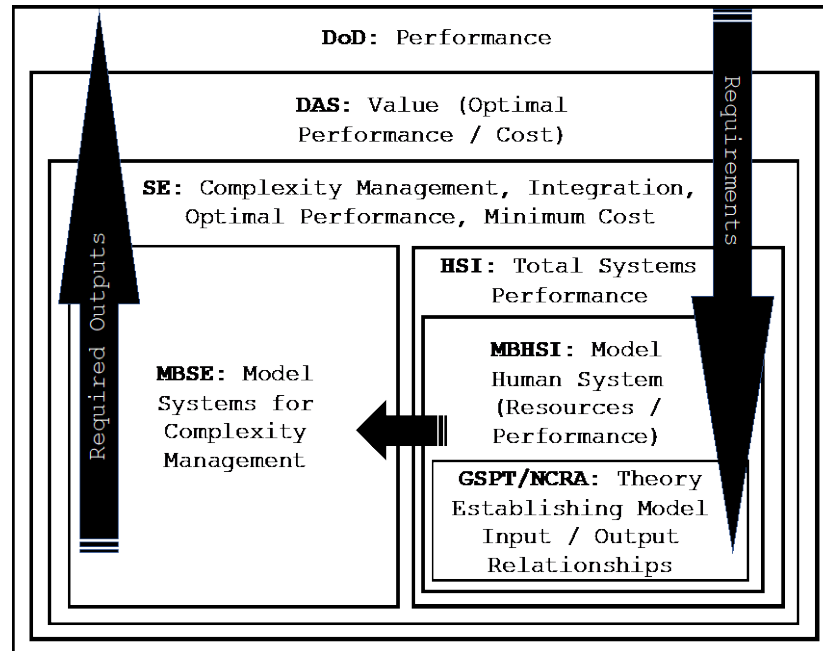 DoD: Performance
DAS: Value (Optimal
Performance / Cost)
SE: Complexity Management, Integration,
Optimal Performance, Minimum Cost
Required Outputs
MBSE: Model
Systems for
Complexity
Management
HSI: Total Systems
Performance
MBHSI: Model
Human System
(Resources /
Performance)
GSPT/NCRA: Theory
Establishing Model
Input / Output
Relationships
Requirements